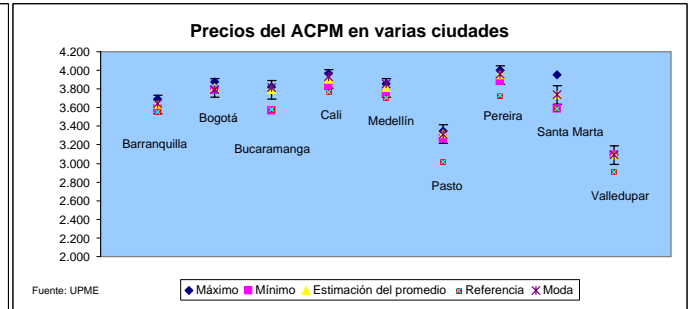 Precios del ACPM en varias ciudades
4.200
4.000
3.800
3.600
3.400
3.200
3.000
2.800
2.600
2.400
2.200
2.000
Barranquilla
Bogotá
Bucaramanga
Cali
Medellín
Pasto
Pereira
Santa Marta
Valledupar
Fuente: UPME
Máximo Mínimo Estimación del promedio Referencia Moda